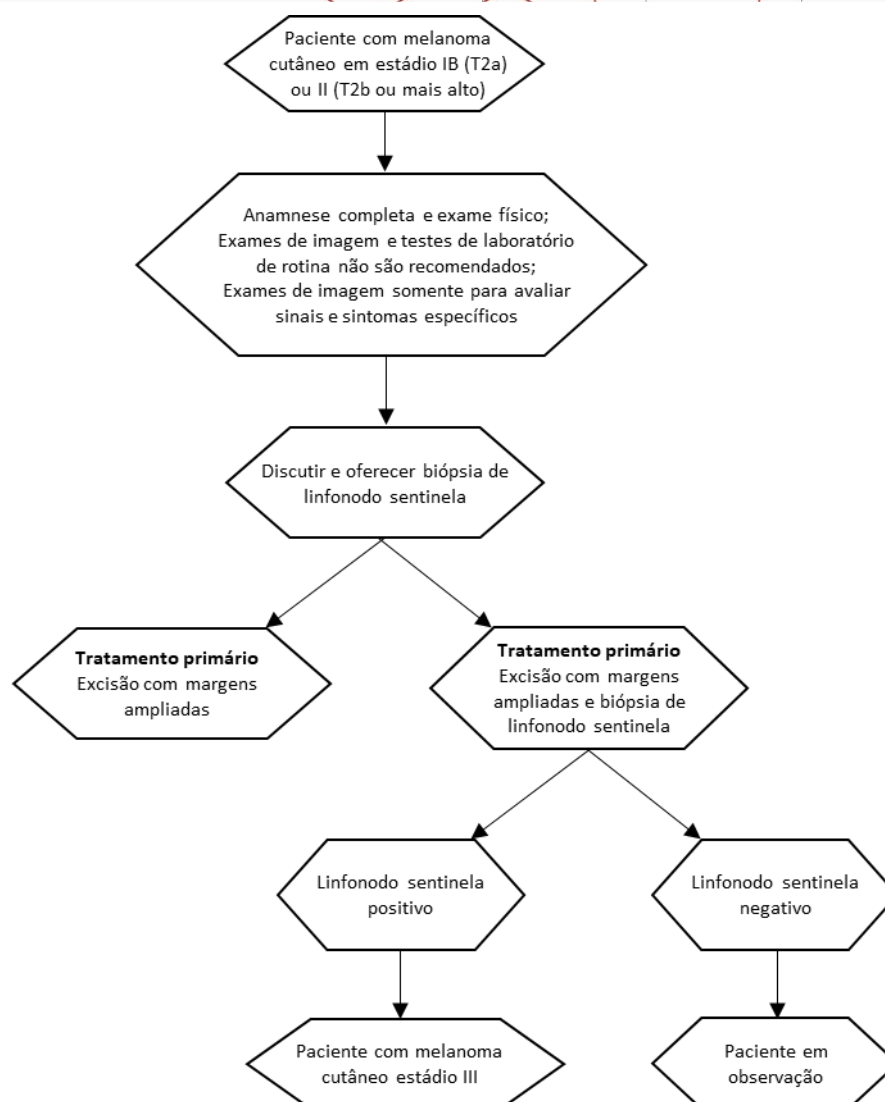 Paciente com melanoma
cutâneo em estádio IB (T2a)
ou II (T2b ou mais alto)
Anamnese completa e exame físico;
Exames de imagem e testes de laboratório
de rotina não são recomendados;
Exames de imagem somente para avaliar
sinais e sintomas específicos
Discutir e oferecer biópsia de
linfonodo sentinela
Tratamento primário
Excisão com margens
ampliadas
Tratamento primário
Excisão com margens
ampliadas e biópsia de
linfonodo sentinela
Linfonodo sentinela
positivo
Linfonodo sentinela
negativo
Paciente com melanoma
cutâneo estádio III
Paciente em
observação